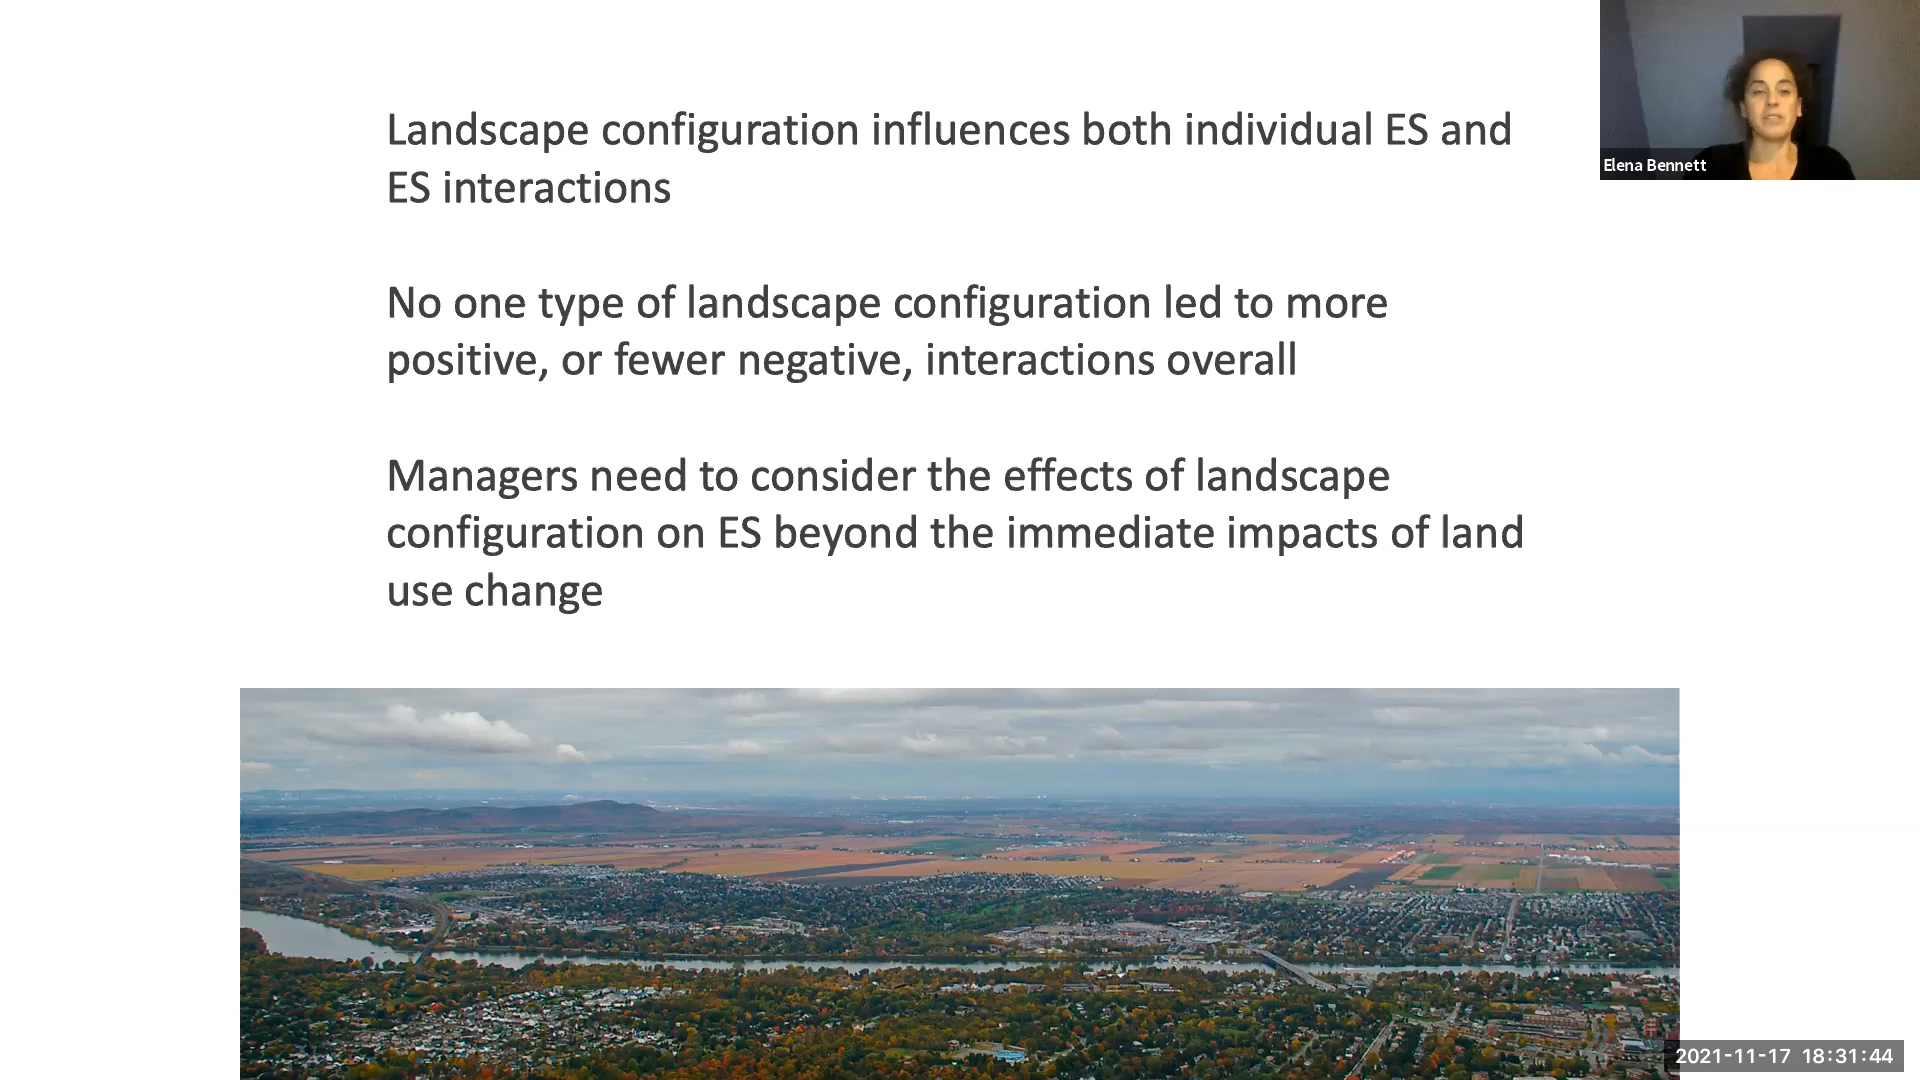 Landscape configuration influences both individual ES and
ES interactions
No one type of landscape configuration led to more
positive, or fewer negative, interactions overall
Managers need to consider the effects of landscape
configuration on ES beyond the immediate impacts of land
use change
Elena Bennett
2021-11-17 18:31:44